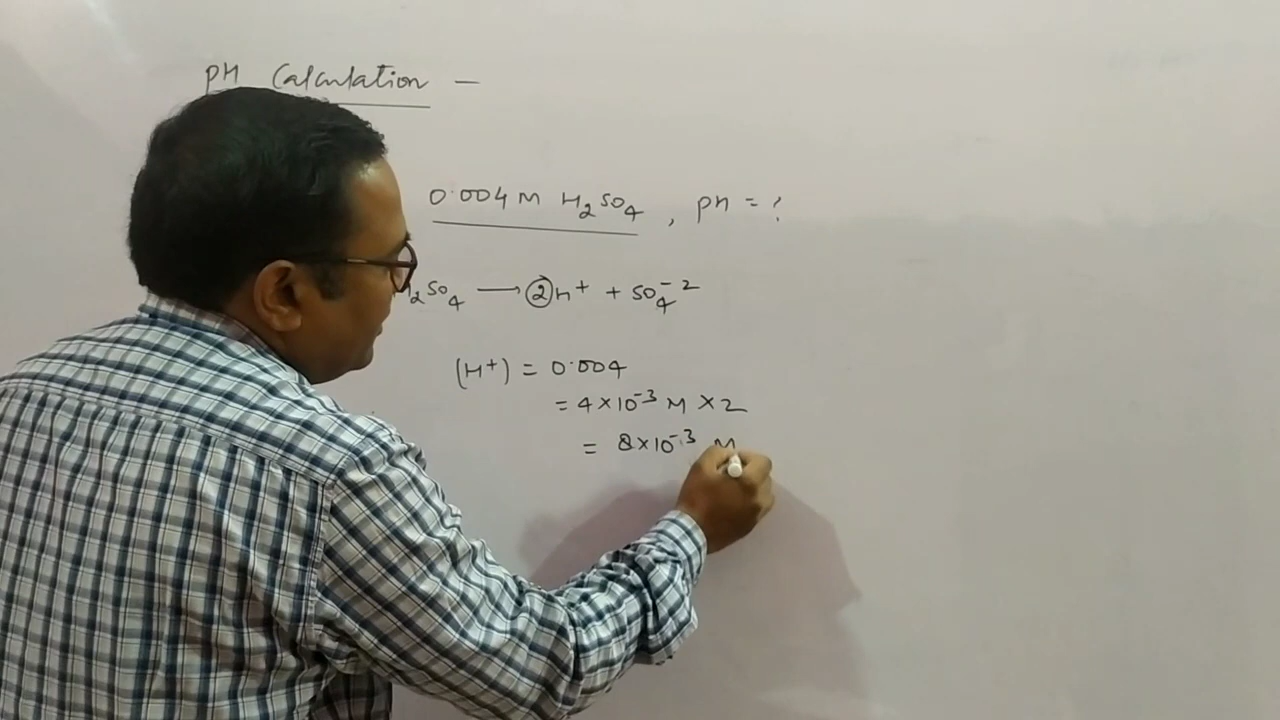 pH Calculation —
0.004 M H₂SO₄, pH = ?
₂SO₄ ⟶ 2H⁺ + SO₄⁻²
(H⁺) = 0.004
= 4×10⁻³ M × 2
= 8×10⁻³ M